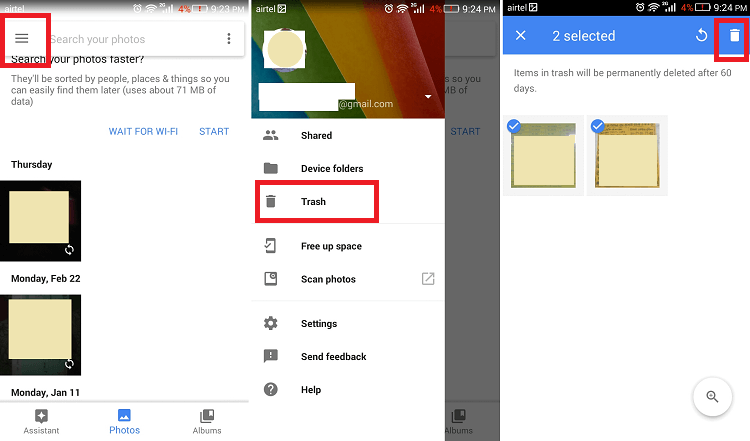 airtel 4% 9:23 PM
Search your photos
Search your photos faster?
They'll be sorted by people, places & things so you
can easily find them later (uses about 71 MB of
data)
WAIT FOR WI-FI START
Thursday
Monday, Feb 22
Monday, Jan 11
Assistant Photos Albums
airtel 4% 9:24 PM
@gmail.com
so you
of
START
Shared
Device folders
Trash
Free up space
Scan photos
Settings
Send feedback
Help
Albums
airtel 4% 9:24 PM
2 selected
Items in trash will be permanently deleted after 60
days.